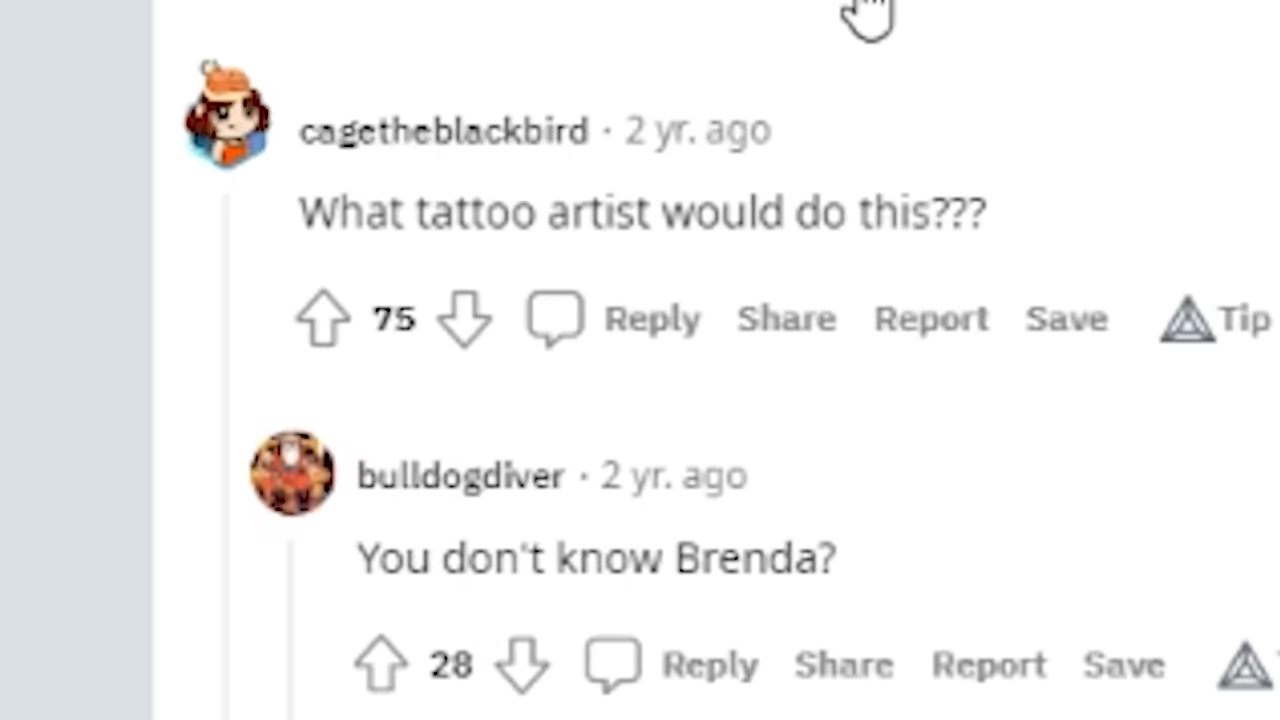 cagetheblackbird · 2 yr. ago
What tattoo artist would do this???
75 Reply Share Report Save Tip
bulldogdiver · 2 yr. ago
You don't know Brenda?
28 Reply Share Report Save